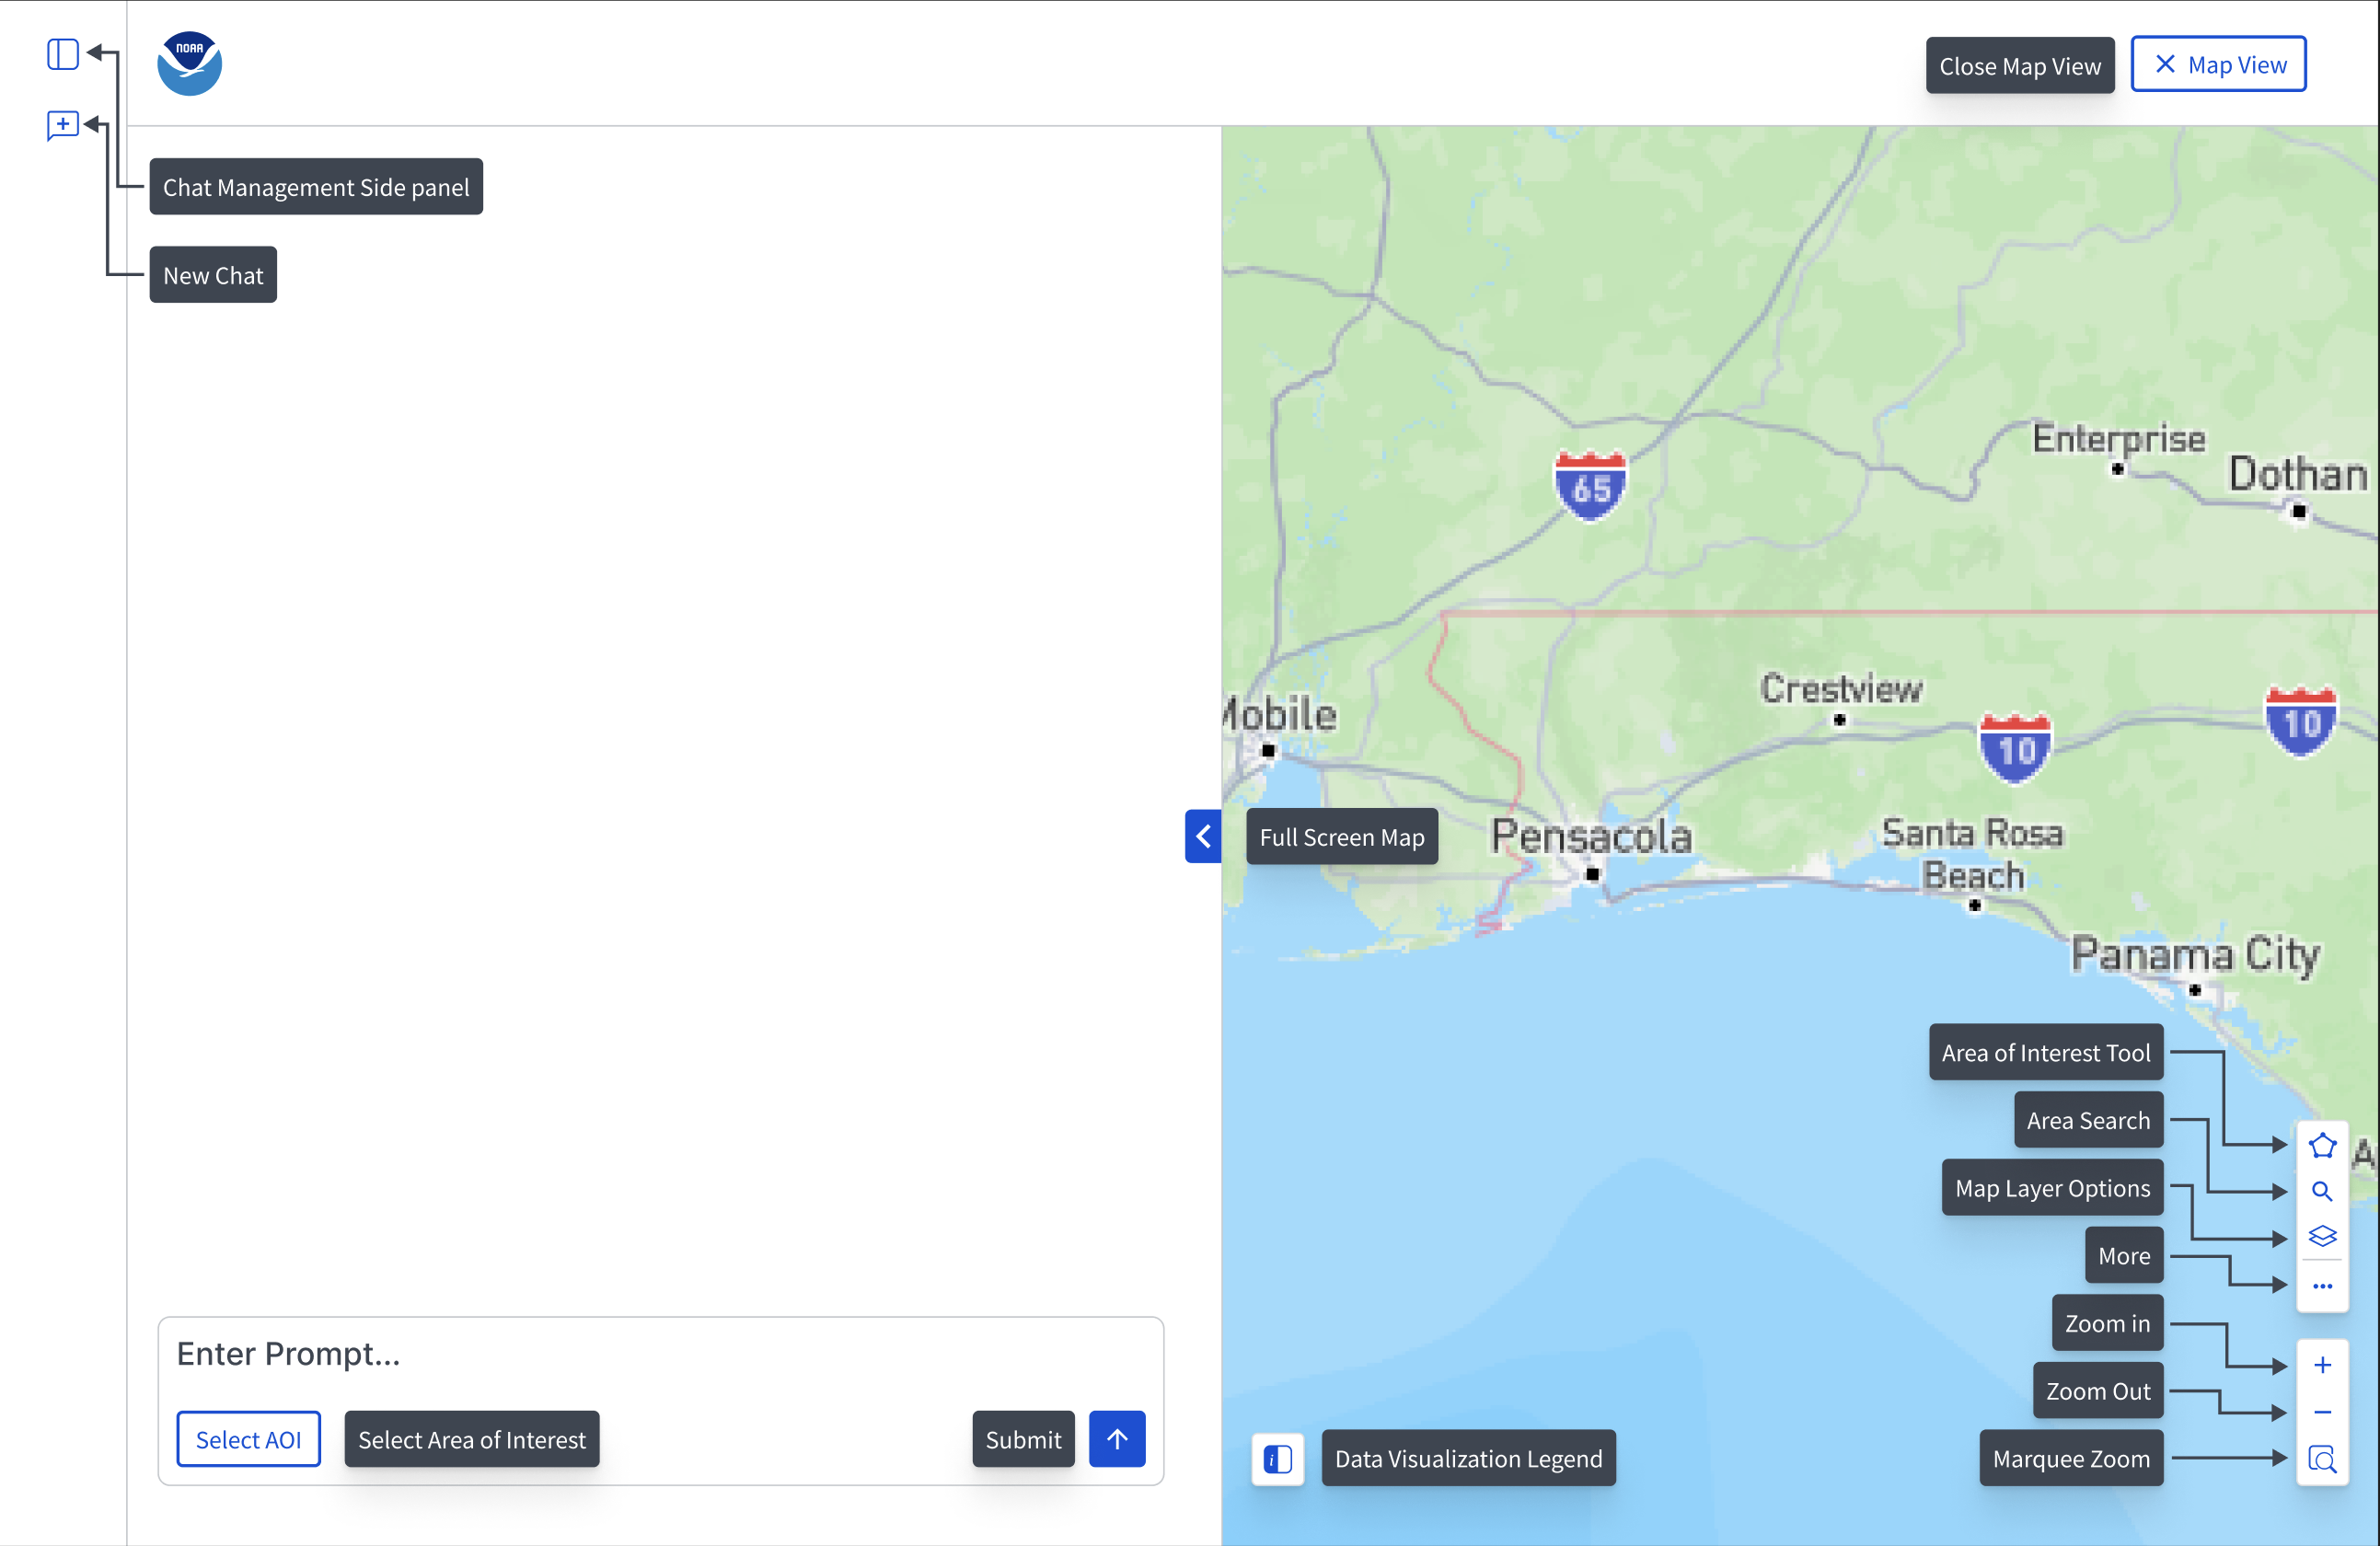 NOAA
Close Map View
Map View
Chat Management Side panel
New Chat
65
Enterprise
Dothan
Crestview
10
10
Mobile
Full Screen Map
Pensacola
Santa Rosa
Beach
Panama City
Area of Interest Tool
Area Search
A
Map Layer Options
More
Zoom in
Zoom Out
Marquee Zoom
Enter Prompt...
Select AOI
Select Area of Interest
Submit
i
Data Visualization Legend